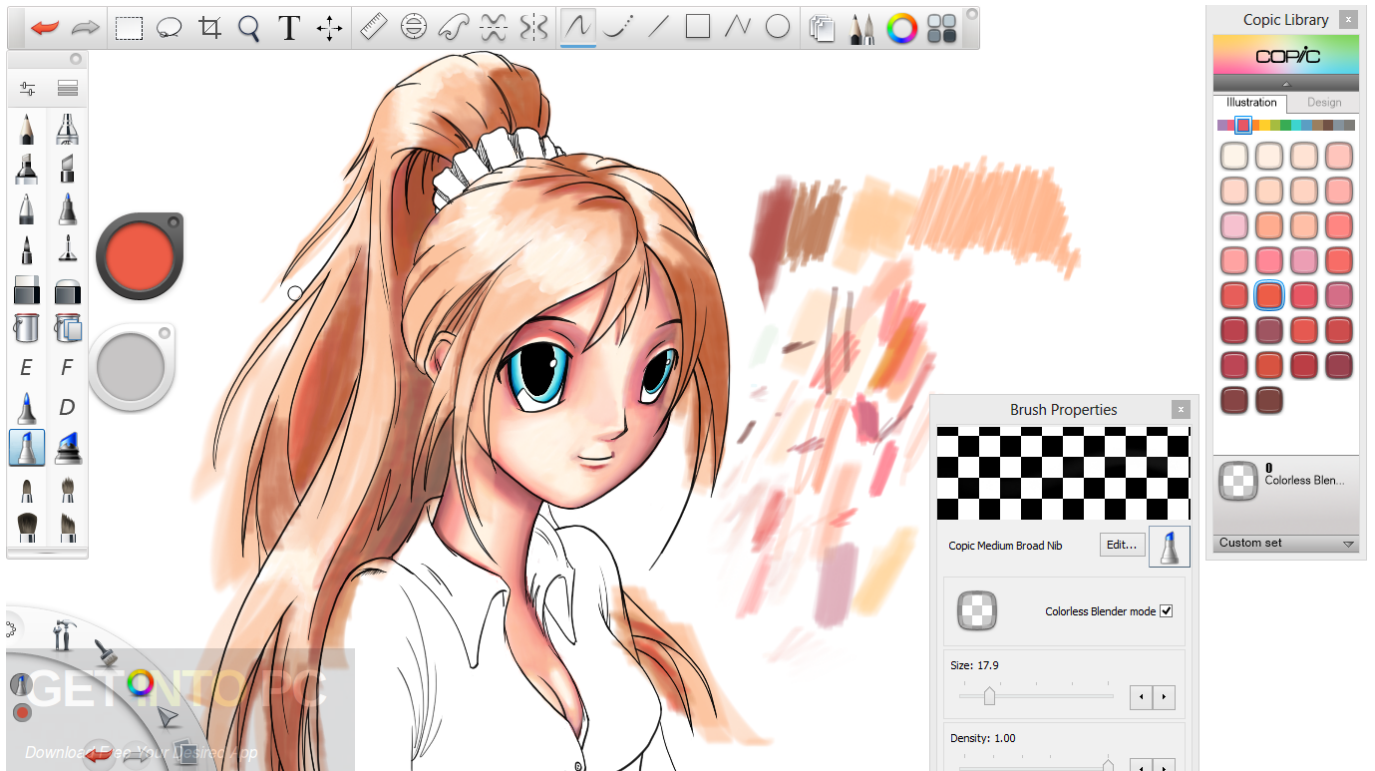 T
Copic Library
COPIC
Illustration Design
E F
D
Brush Properties
0
Colorless Blen...
Custom set
Copic Medium Broad Nib Edit...
Colorless Blender mode
Size: 17.9
Density: 1.00
GET INTO PC
Download Free Your Desired App